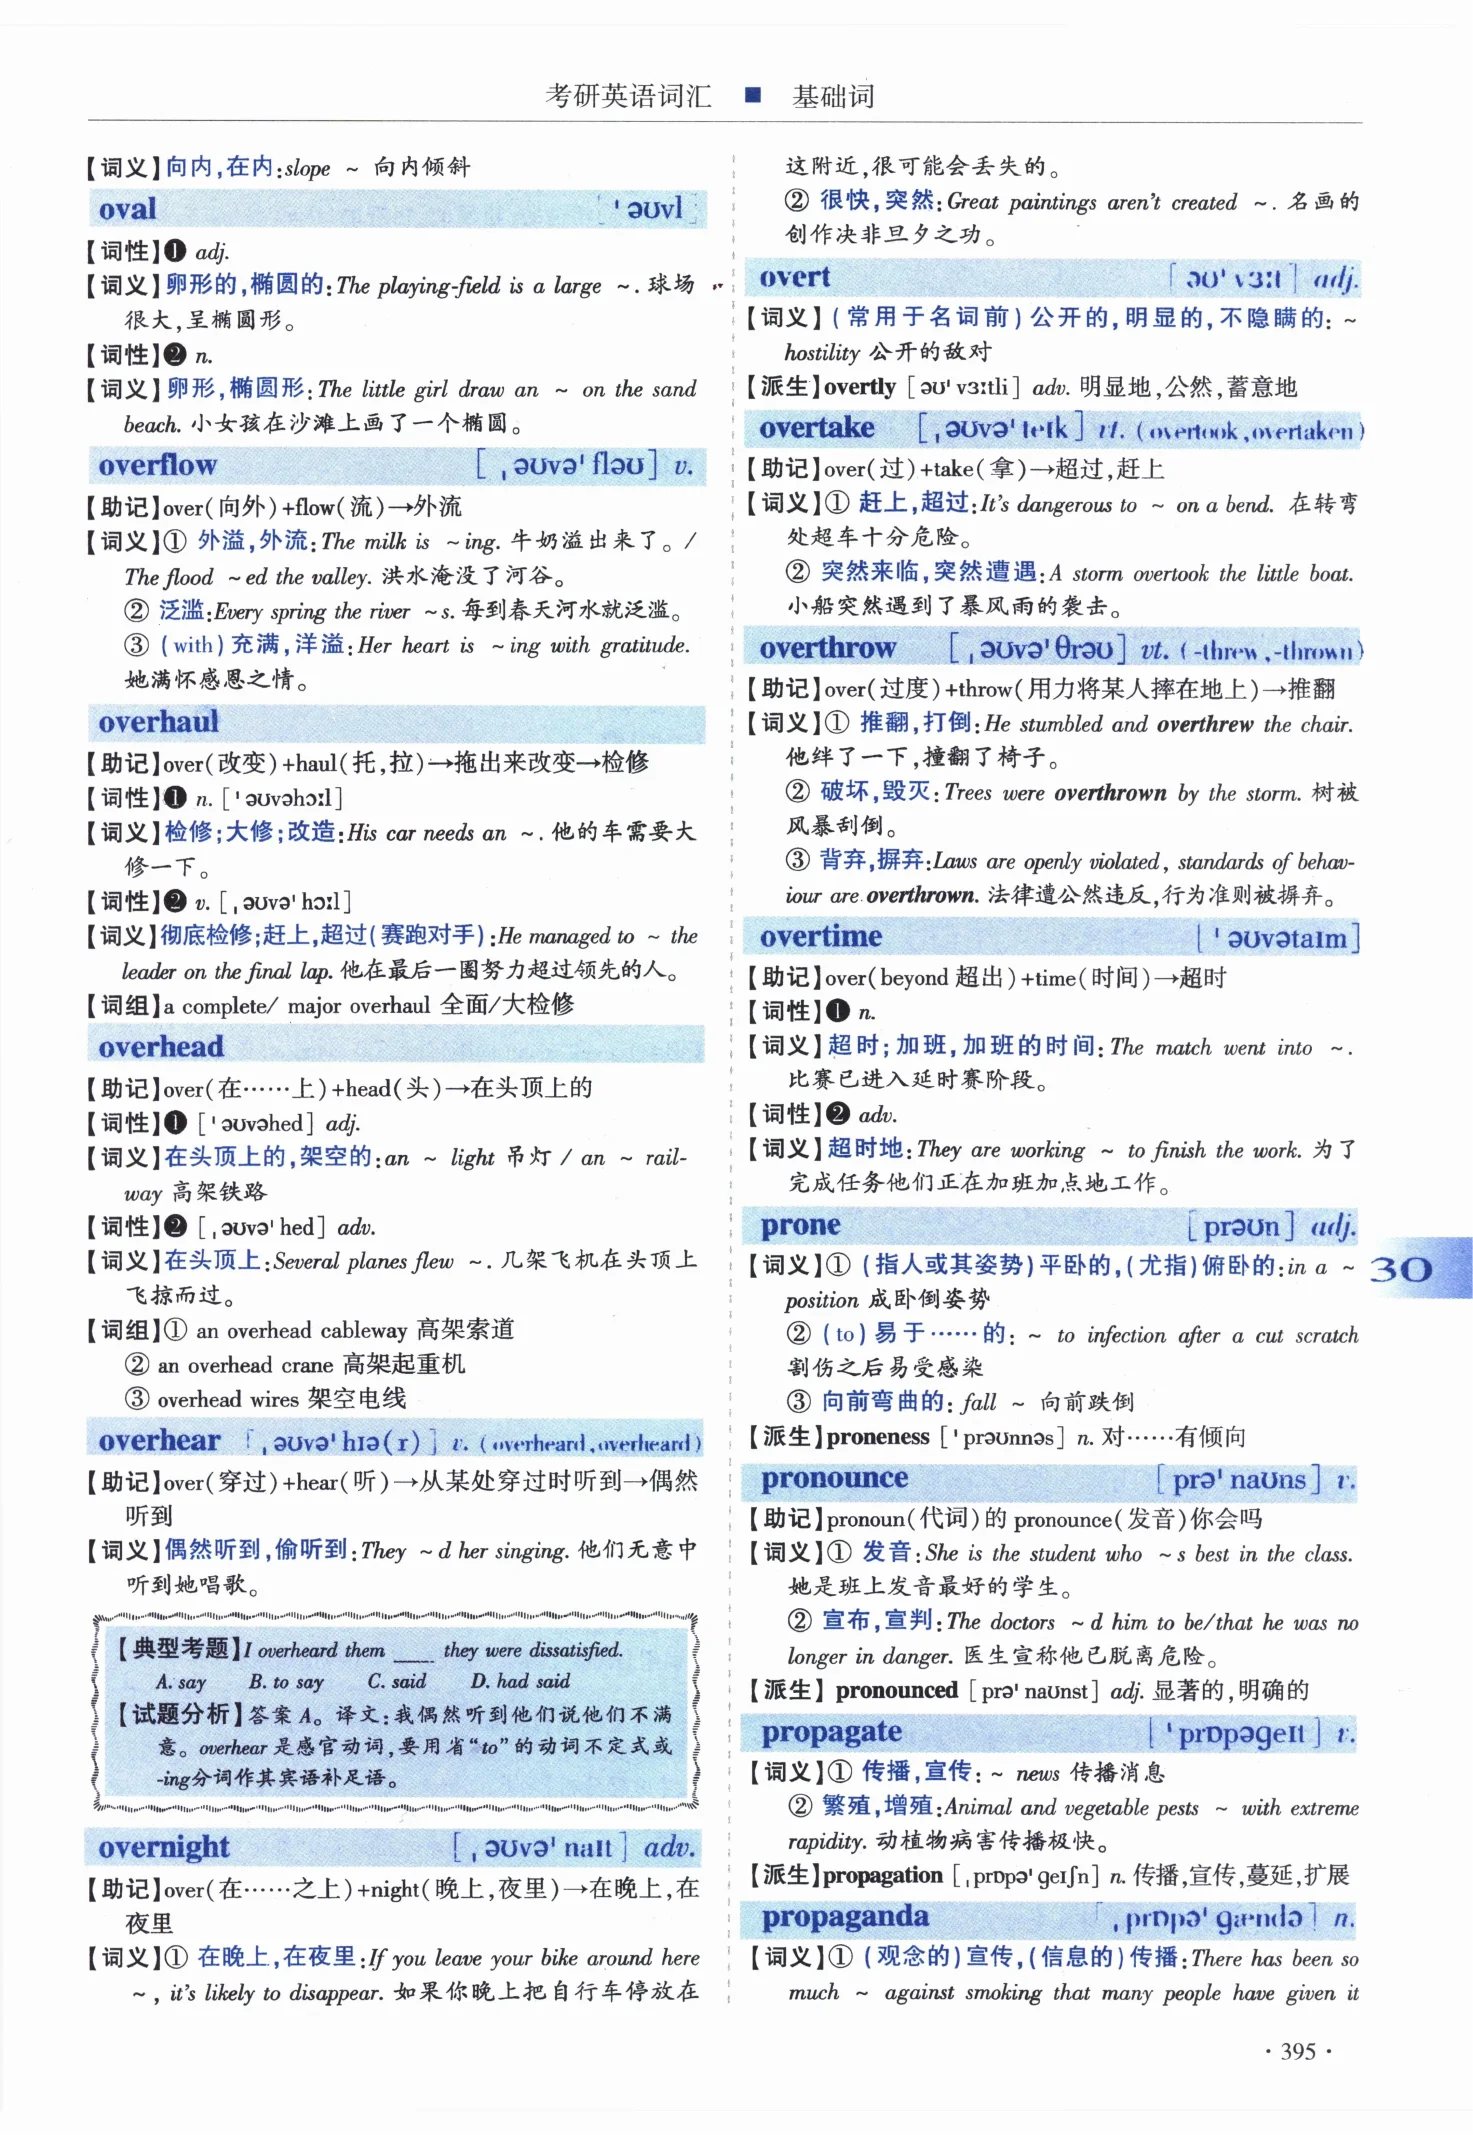 考研英语词汇 ■ 基础词
【词义】向内,在内:slope ~ 向内倾斜
oval [ˈəʊvl]
【词性】❶ adj.
【词义】卵形的,椭圆的:The playing-field is a large ~. 球场
很大,呈椭圆形。
【词性】❷ n.
【词义】卵形,椭圆形:The little girl draw an ~ on the sand
beach. 小女孩在沙滩上画了一个椭圆。
overflow [ˌəʊvəˈfləʊ] v.
【助记】over(向外)+flow(流)→外流
【词义】① 外溢,外流:The milk is ~ing. 牛奶溢出来了。/
The flood ~ed the valley. 洪水淹没了河谷。
② 泛滥:Every spring the river ~s. 每到春天河水就泛滥。
③ (with)充满,洋溢:Her heart is ~ing with gratitude.
她满怀感恩之情。
overhaul
【助记】over(改变)+haul(托,拉)→拖出来改变→检修
【词性】❶ n. [ˈəʊvəhɔːl]
【词义】检修;大修;改造:His car needs an ~. 他的车需要大
修一下。
【词性】❷ v. [ˌəʊvəˈhɔːl]
【词义】彻底检修;赶上,超过(赛跑对手):He managed to ~ the
leader on the final lap. 他在最后一圈努力超过领先的人。
【词组】a complete/ major overhaul 全面/大检修
overhead
【助记】over(在……上)+head(头)→在头顶上的
【词性】❶ [ˈəʊvəhed] adj.
【词义】在头顶上的,架空的:an ~ light 吊灯 / an ~ rail-
way 高架铁路
【词性】❷ [ˌəʊvəˈhed] adv.
【词义】在头顶上:Several planes flew ~. 几架飞机在头顶上
飞掠而过。
【词组】① an overhead cableway 高架索道
② an overhead crane 高架起重机
③ overhead wires 架空电线
overhear [ˌəʊvəˈhɪə(r)] v. (overheard,overheard)
【助记】over(穿过)+hear(听)→从某处穿过时听到→偶然
听到
【词义】偶然听到,偷听到:They ~d her singing. 他们无意中
听到她唱歌。
【典型考题】I overheard them ____ they were dissatisfied.
A. say B. to say C. said D. had said
【试题分析】答案 A。译文:我偶然听到他们说他们不满
意。overhear 是感官动词,要用省“to”的动词不定式或
-ing分词作其宾语补足语。
overnight [ˌəʊvəˈnaɪt] adv.
【助记】over(在……之上)+night(晚上,夜里)→在晚上,在
夜里
【词义】① 在晚上,在夜里:If you leave your bike around here
~, it's likely to disappear. 如果你晚上把自行车停放在
这附近,很可能会丢失的。
② 很快,突然:Great paintings aren't created ~. 名画的
创作决非旦夕之功。
overt [əʊˈvɜːt] adj.
【词义】(常用于名词前)公开的,明显的,不隐瞒的: ~
hostility 公开的敌对
【派生】overtly [əʊˈvɜːtli] adv. 明显地,公然,蓄意地
overtake [ˌəʊvəˈteɪk] vt. (overtook,overtaken)
【助记】over(过)+take(拿)→超过,赶上
【词义】① 赶上,超过:It's dangerous to ~ on a bend. 在转弯
处超车十分危险。
② 突然来临,突然遭遇:A storm overtook the little boat.
小船突然遇到了暴风雨的袭击。
overthrow [ˌəʊvəˈθrəʊ] vt. (-threw,-thrown)
【助记】over(过度)+throw(用力将某人摔在地上)→推翻
【词义】① 推翻,打倒:He stumbled and overthrew the chair.
他绊了一下,撞翻了椅子。
② 破坏,毁灭:Trees were overthrown by the storm. 树被
风暴刮倒。
③ 背弃,摒弃:Laws are openly violated, standards of behav-
iour are overthrown. 法律遭公然违反,行为准则被摒弃。
overtime [ˈəʊvətaɪm]
【助记】over(beyond 超出)+time(时间)→超时
【词性】❶ n.
【词义】超时;加班,加班的时间:The match went into ~.
比赛已进入延时赛阶段。
【词性】❷ adv.
【词义】超时地:They are working ~ to finish the work. 为了
完成任务他们正在加班加点地工作。
prone [prəʊn] adj.
【词义】① (指人或其姿势)平卧的,(尤指)俯卧的:in a ~
position 成卧倒姿势
② (to)易于……的: ~ to infection after a cut scratch
割伤之后易受感染
③ 向前弯曲的: fall ~ 向前跌倒
【派生】proneness [ˈprəʊnnəs] n. 对……有倾向
pronounce [prəˈnaʊns] v.
【助记】pronoun(代词)的 pronounce(发音)你会吗
【词义】① 发音:She is the student who ~s best in the class.
她是班上发音最好的学生。
② 宣布,宣判:The doctors ~d him to be/that he was no
longer in danger. 医生宣称他已脱离危险。
【派生】pronounced [prəˈnaʊnst] adj. 显著的,明确的
propagate [ˈprɒpəgeɪt] v.
【词义】① 传播,宣传: ~ news 传播消息
② 繁殖,增殖:Animal and vegetable pests ~ with extreme
rapidity. 动植物病害传播极快。
【派生】propagation [ˌprɒpəˈgeɪʃn] n. 传播,宣传,蔓延,扩展
propaganda [ˌprɒpəˈgændə] n.
【词义】① (观念的)宣传,(信息的)传播:There has been so
much ~ against smoking that many people have given it
30
· 395 ·